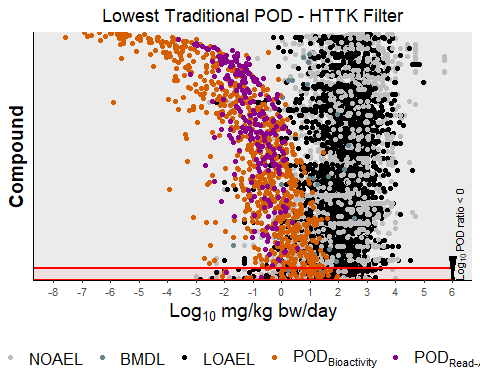 Lowest Traditional POD - HTTK Filter
Compound
Log10 POD ratio < 0
-8 -7 -6 -5 -4 -3 -2 -1 0 1 2 3 4 5 6
Log10 mg/kg bw/day
NOAEL BMDL LOAEL PODBioactivity PODRead-